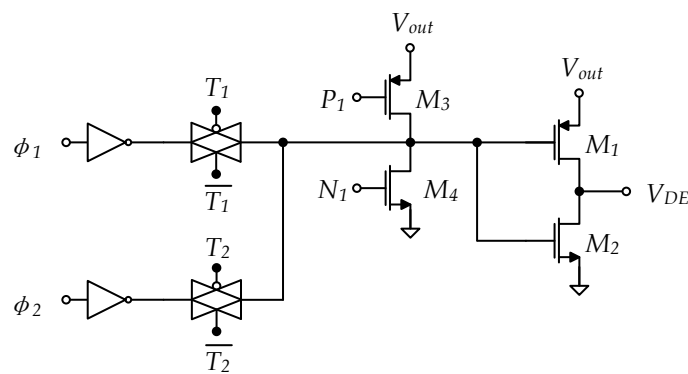 V_out
V_out
T_1
P_1
M_3
ϕ_1
M_1
T̅_1̅
N_1
M_4
V_DE
T_2
M_2
ϕ_2
T̅_2̅